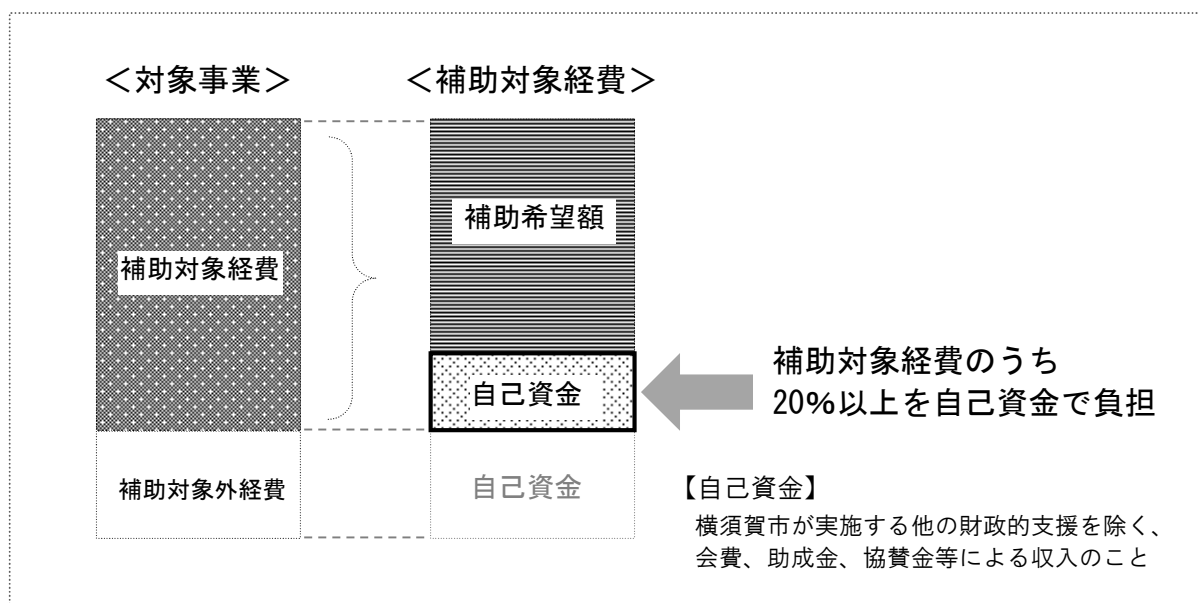 ＜対象事業＞
＜補助対象経費＞
補助対象経費
補助希望額
自己資金
補助対象経費のうち
20％以上を自己資金で負担
補助対象外経費
自己資金
【自己資金】
横須賀市が実施する他の財政的支援を除く、
会費、助成金、協賛金等による収入のこと